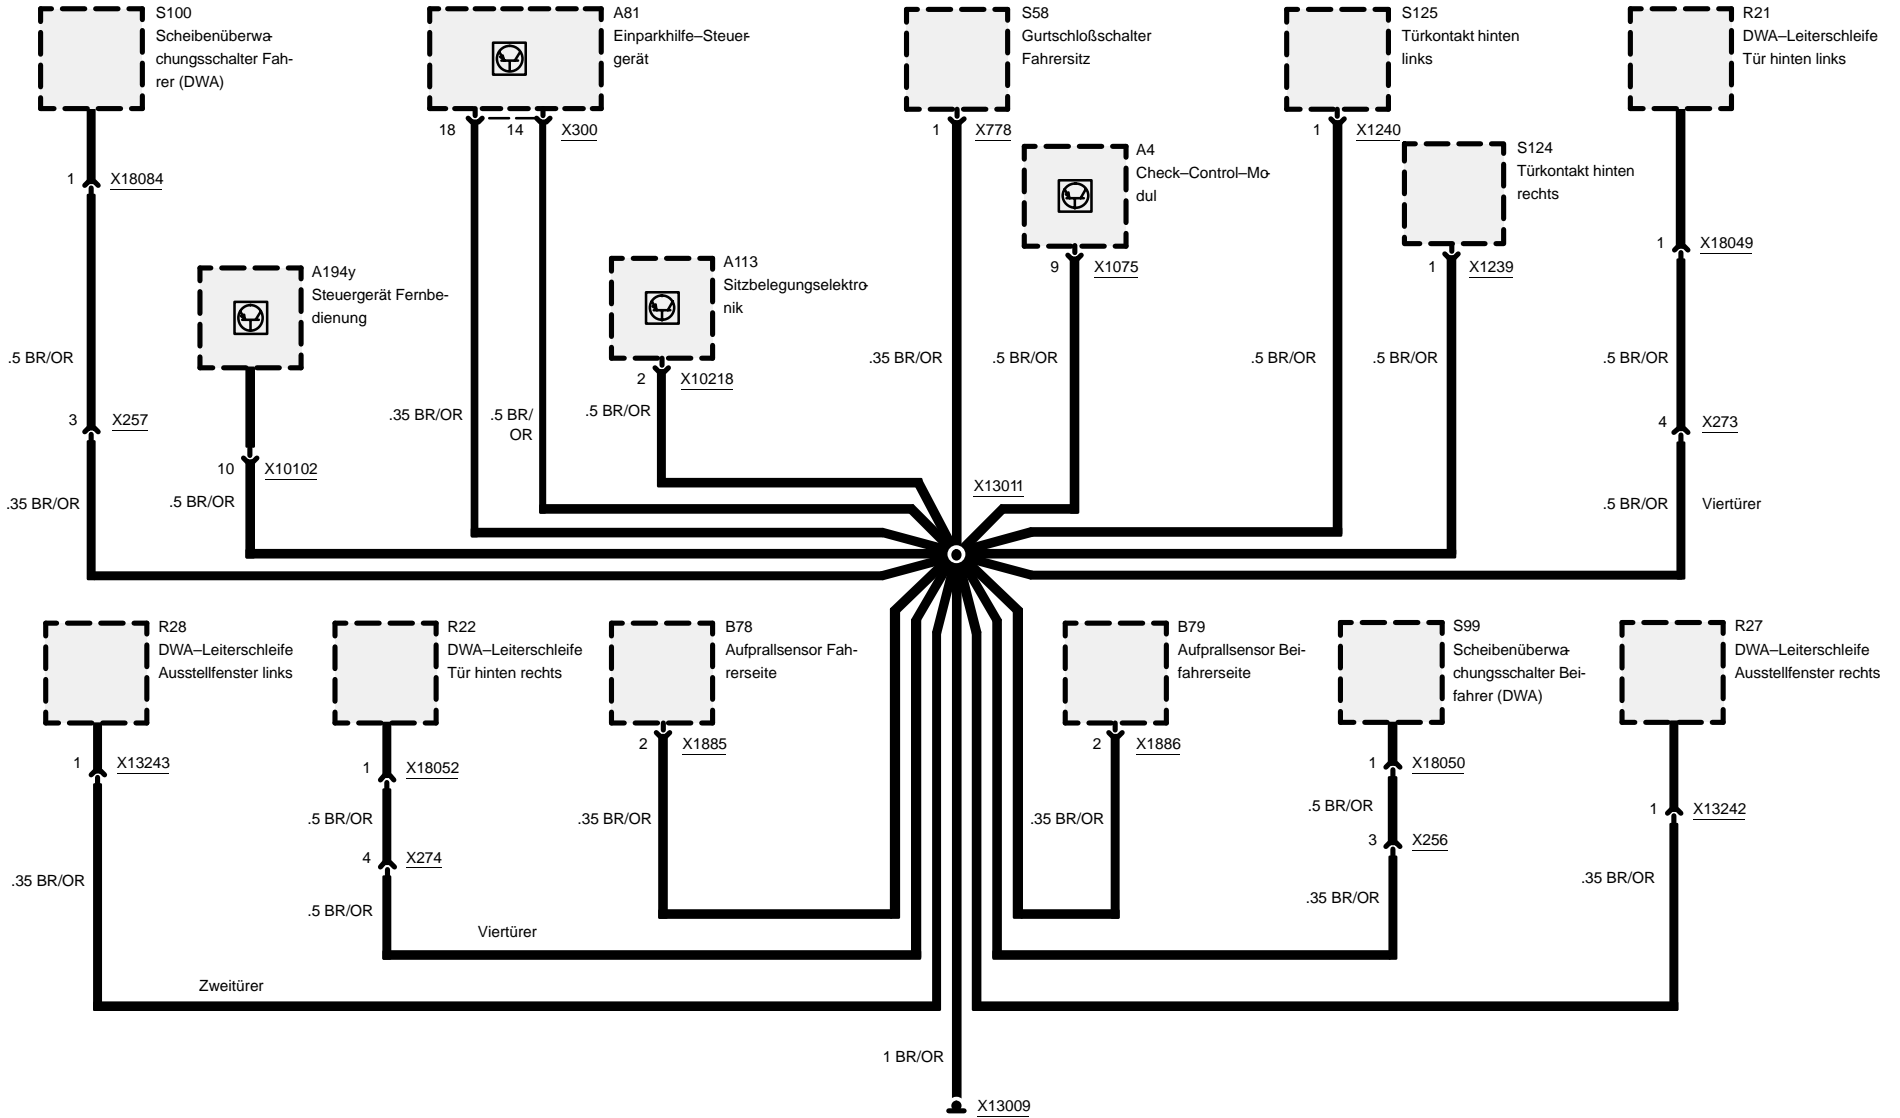 S100
Scheibenüberwa-
chungsschalter Fah-
rer (DWA)
A81
Einparkhilfe–Steuer-
gerät
S58
Gurtschloßschalter
Fahrersitz
S125
Türkontakt hinten
links
R21
DWA–Leiterschleife
Tür hinten links
18
14
X300
1
X778
1
X1240
A4
Check–Control–Mo-
dul
S124
Türkontakt hinten
rechts
1
X18084
1
X18049
9
X1075
1
X1239
A194y
Steuergerät Fernbe-
dienung
A113
Sitzbelegungselektro-
nik
.5 BR/OR
.35 BR/OR
.5 BR/OR
.5 BR/OR
.5 BR/OR
.5 BR/OR
2
X10218
3
X257
.35 BR/OR
.5 BR/
OR
.5 BR/OR
4
X273
10
X10102
X13011
.35 BR/OR
.5 BR/OR
.5 BR/OR
Viertürer
R28
DWA–Leiterschleife
Ausstellfenster links
R22
DWA–Leiterschleife
Tür hinten rechts
B78
Aufprallsensor Fah-
rerseite
B79
Aufprallsensor Bei-
fahrerseite
S99
Scheibenüberwa-
chungsschalter Bei-
fahrer (DWA)
R27
DWA–Leiterschleife
Ausstellfenster rechts
1
X13243
1
X18052
2
X1885
2
X1886
1
X18050
1
X13242
.5 BR/OR
.35 BR/OR
.35 BR/OR
.5 BR/OR
4
X274
3
X256
.35 BR/OR
.5 BR/OR
.35 BR/OR
.35 BR/OR
Viertürer
Zweitürer
1 BR/OR
X13009